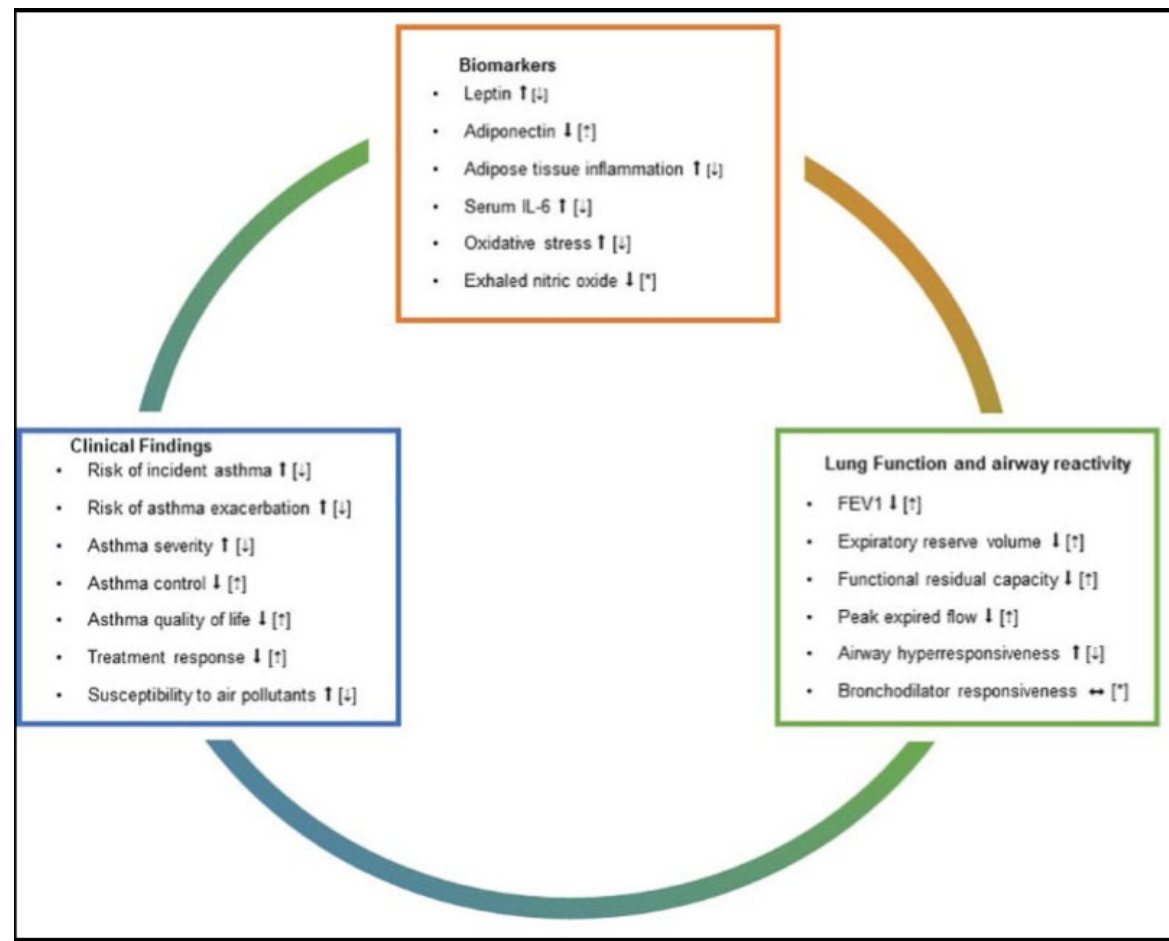 Biomarkers
• Leptin ⬆ [↓]
• Adiponectin ⬇ [↑]
• Adipose tissue inflammation ⬆ [↓]
• Serum IL-6 ⬆ [↓]
• Oxidative stress ⬆ [↓]
• Exhaled nitric oxide ⬇ [*]
Clinical Findings
• Risk of incident asthma ⬆ [↓]
• Risk of asthma exacerbation ⬆ [↓]
• Asthma severity ⬆ [↓]
• Asthma control ⬇ [↑]
• Asthma quality of life ⬇ [↑]
• Treatment response ⬇ [↑]
• Susceptibility to air pollutants ⬆ [↓]
Lung Function and airway reactivity
• FEV1 ⬇ [↑]
• Expiratory reserve volume ⬇ [↑]
• Functional residual capacity ⬇ [↑]
• Peak expired flow ⬇ [↑]
• Airway hyperresponsiveness ⬆ [↓]
• Bronchodilator responsiveness ↔ [*]